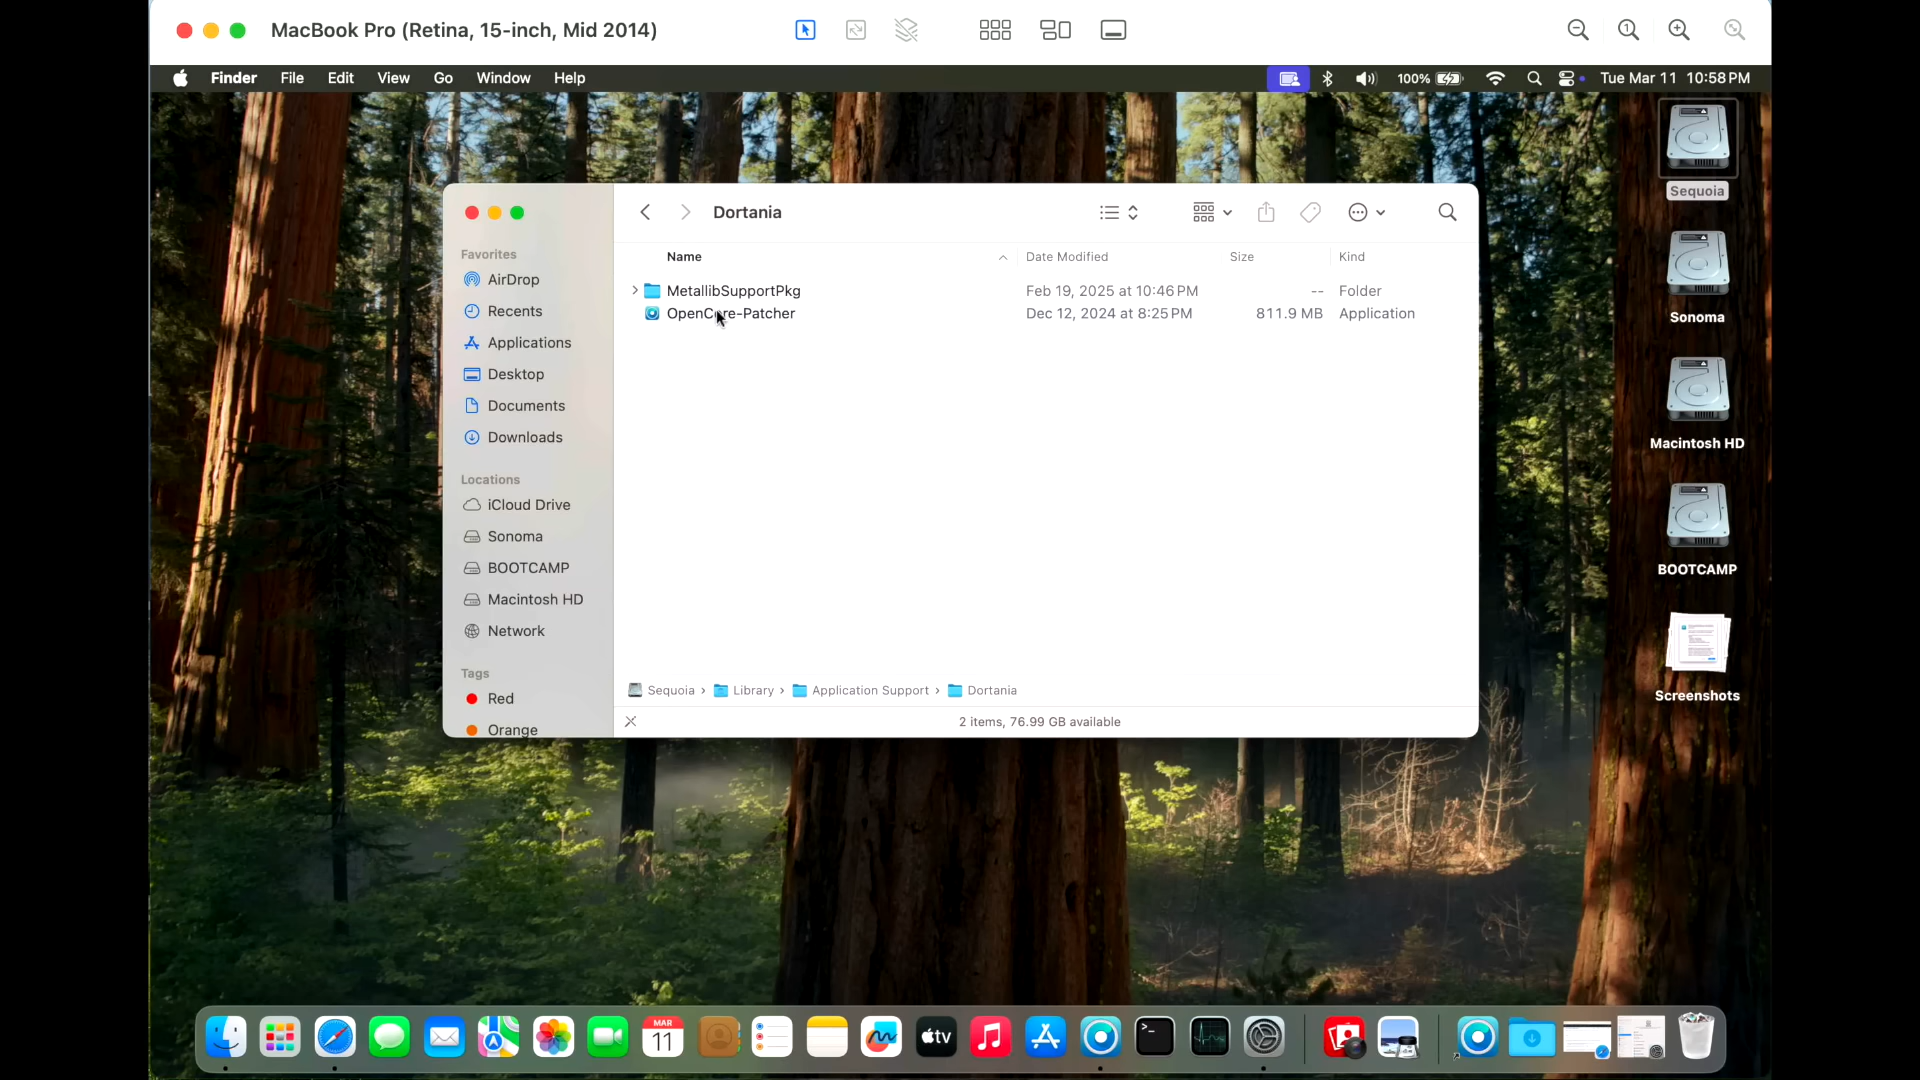 MacBook Pro (Retina, 15-inch, Mid 2014)
Finder File Edit View Go Window Help
100% Tue Mar 11 10:58 PM
Dortania
Name Date Modified Size Kind
MetallibSupportPkg Feb 19, 2025 at 10:46 PM -- Folder
OpenCore-Patcher Dec 12, 2024 at 8:25 PM 811.9 MB Application
Favorites
AirDrop
Recents
Applications
Desktop
Documents
Downloads
Locations
iCloud Drive
Sonoma
BOOTCAMP
Macintosh HD
Network
Tags
Red
Orange
Sequoia › Library › Application Support › Dortania
2 items, 76.99 GB available
Sequoia
Sonoma
Macintosh HD
BOOTCAMP
Screenshots
MAR
11
tv